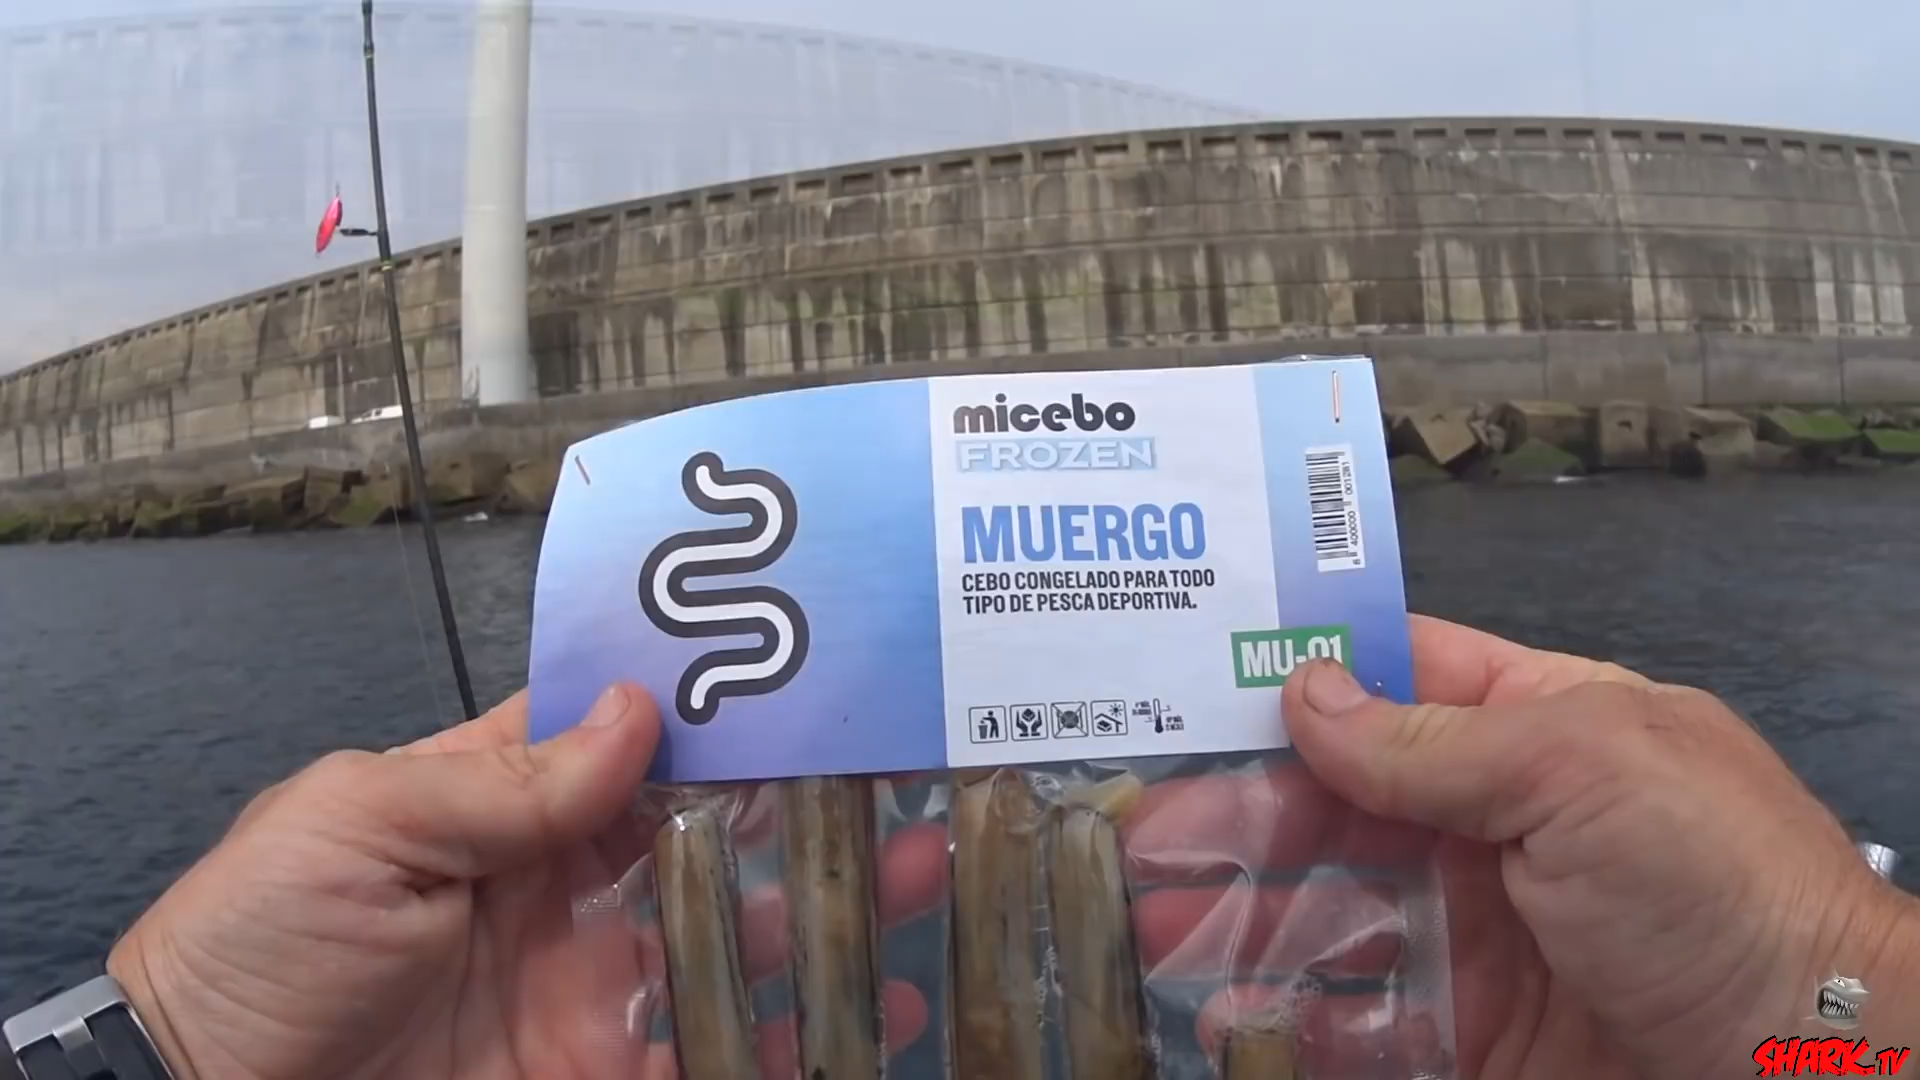 micebo
FROZEN
MUERGO
CEBO CONGELADO PARA TODO
TIPO DE PESCA DEPORTIVA.
MU-01
SHARK.TV